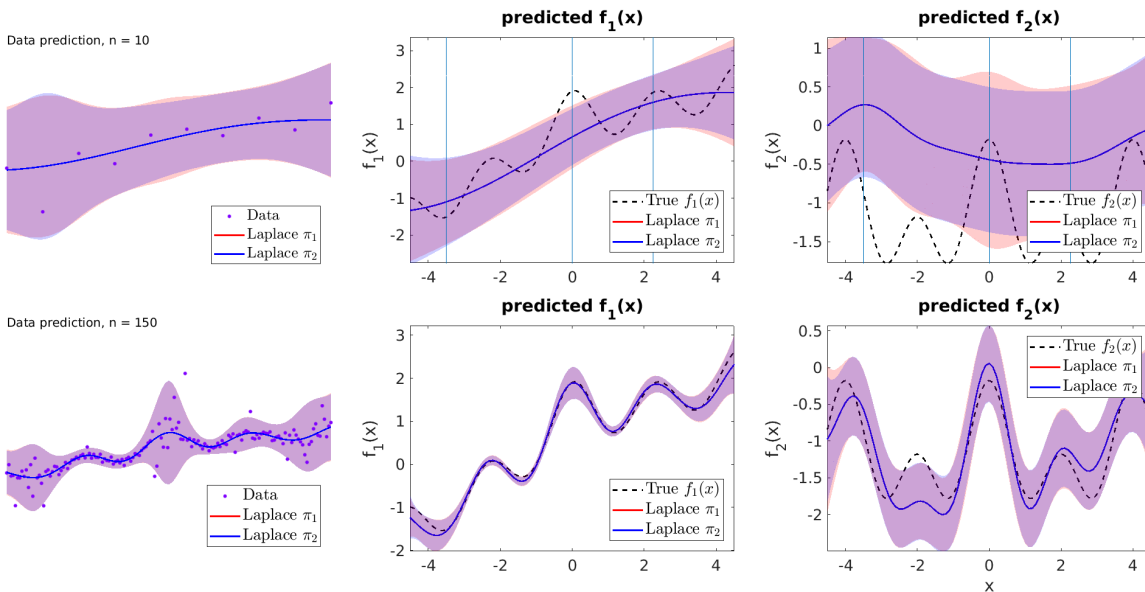 Data prediction, n = 10
Data
Laplace π₁
Laplace π₂
predicted f₁(x)
f₁(x)
3
2
1
0
-1
-2
True f₁(x)
Laplace π₁
Laplace π₂
-4 -2 0 2 4
predicted f₂(x)
f₂(x)
1
0.5
0
-0.5
-1
-1.5
True f₂(x)
Laplace π₁
Laplace π₂
-4 -2 0 2 4
Data prediction, n = 150
Data
Laplace π₁
Laplace π₂
predicted f₁(x)
f₁(x)
3
2
1
0
-1
-2
True f₁(x)
Laplace π₁
Laplace π₂
-4 -2 0 2 4
predicted f₂(x)
f₂(x)
0.5
0
-0.5
-1
-1.5
-2
True f₂(x)
Laplace π₁
Laplace π₂
-4 -2 0 2 4
x